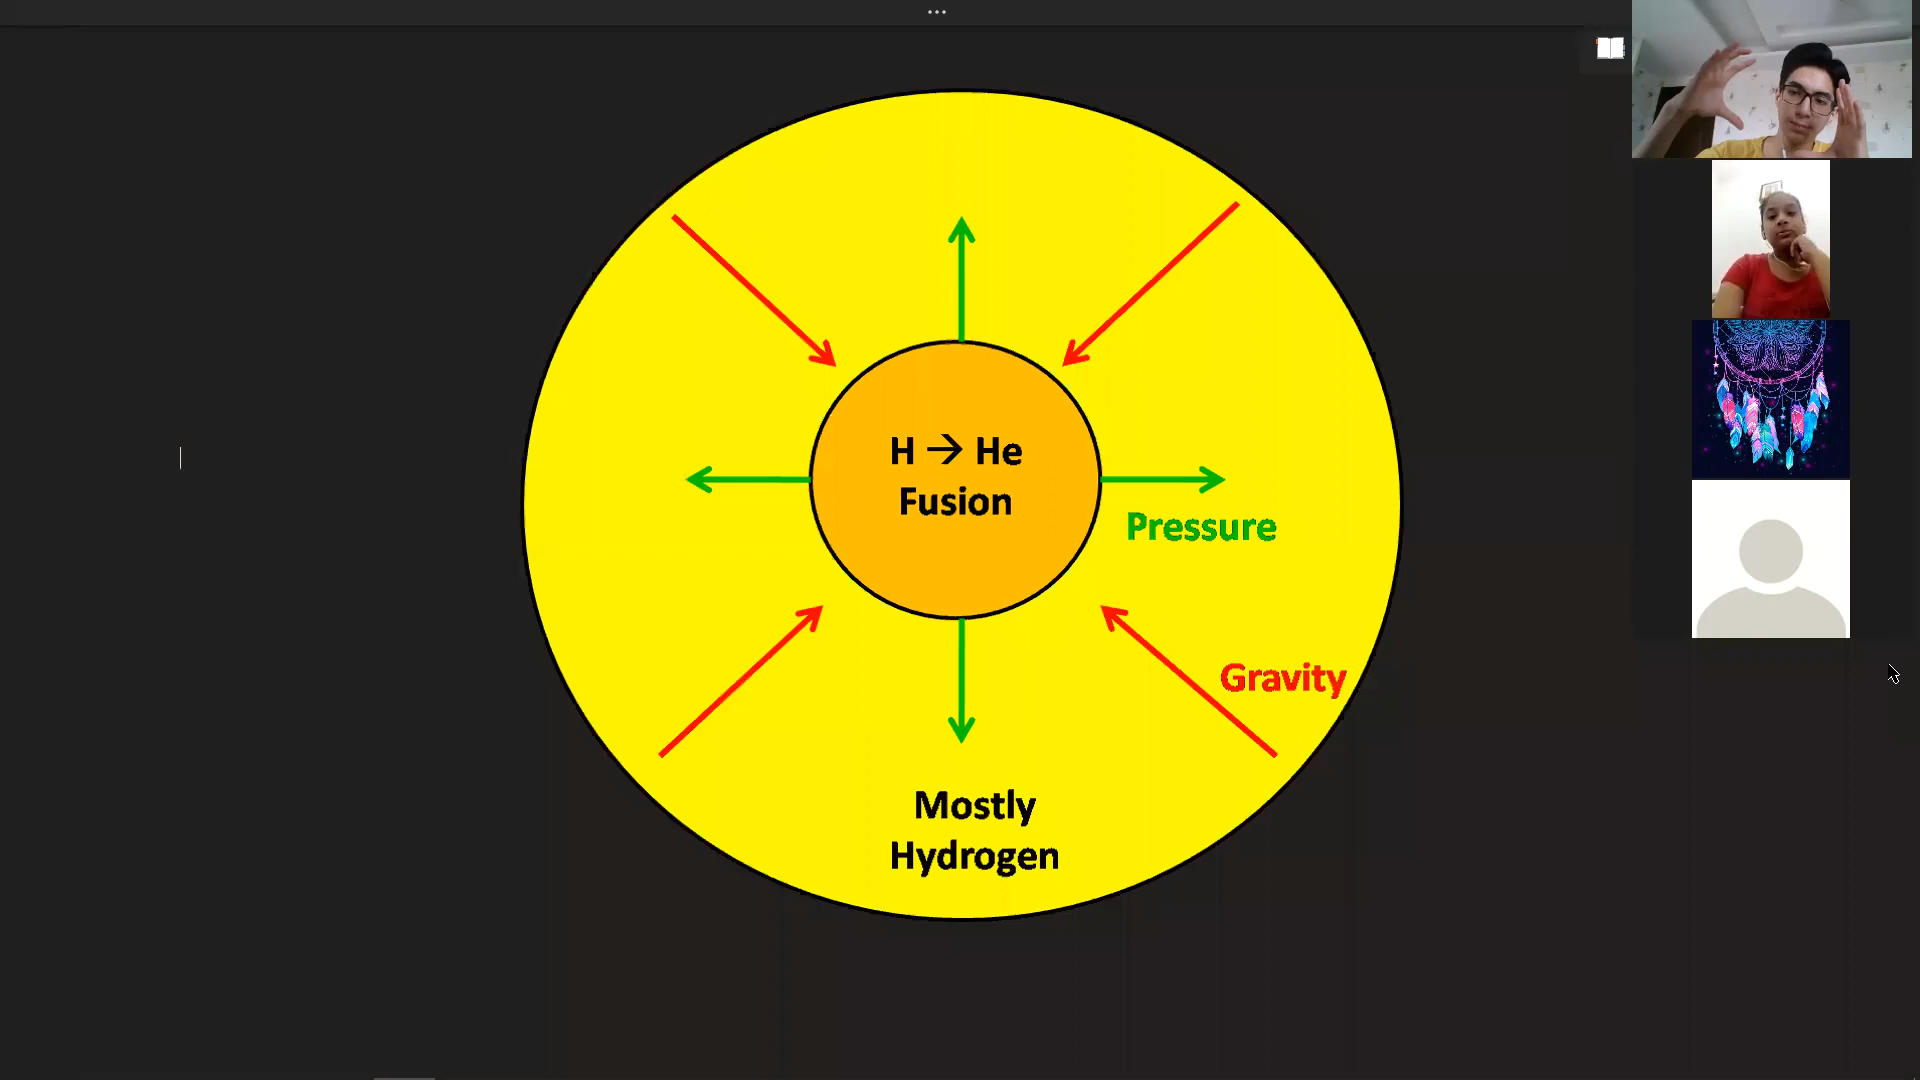 H → He
Fusion
Pressure
Gravity
Mostly
Hydrogen